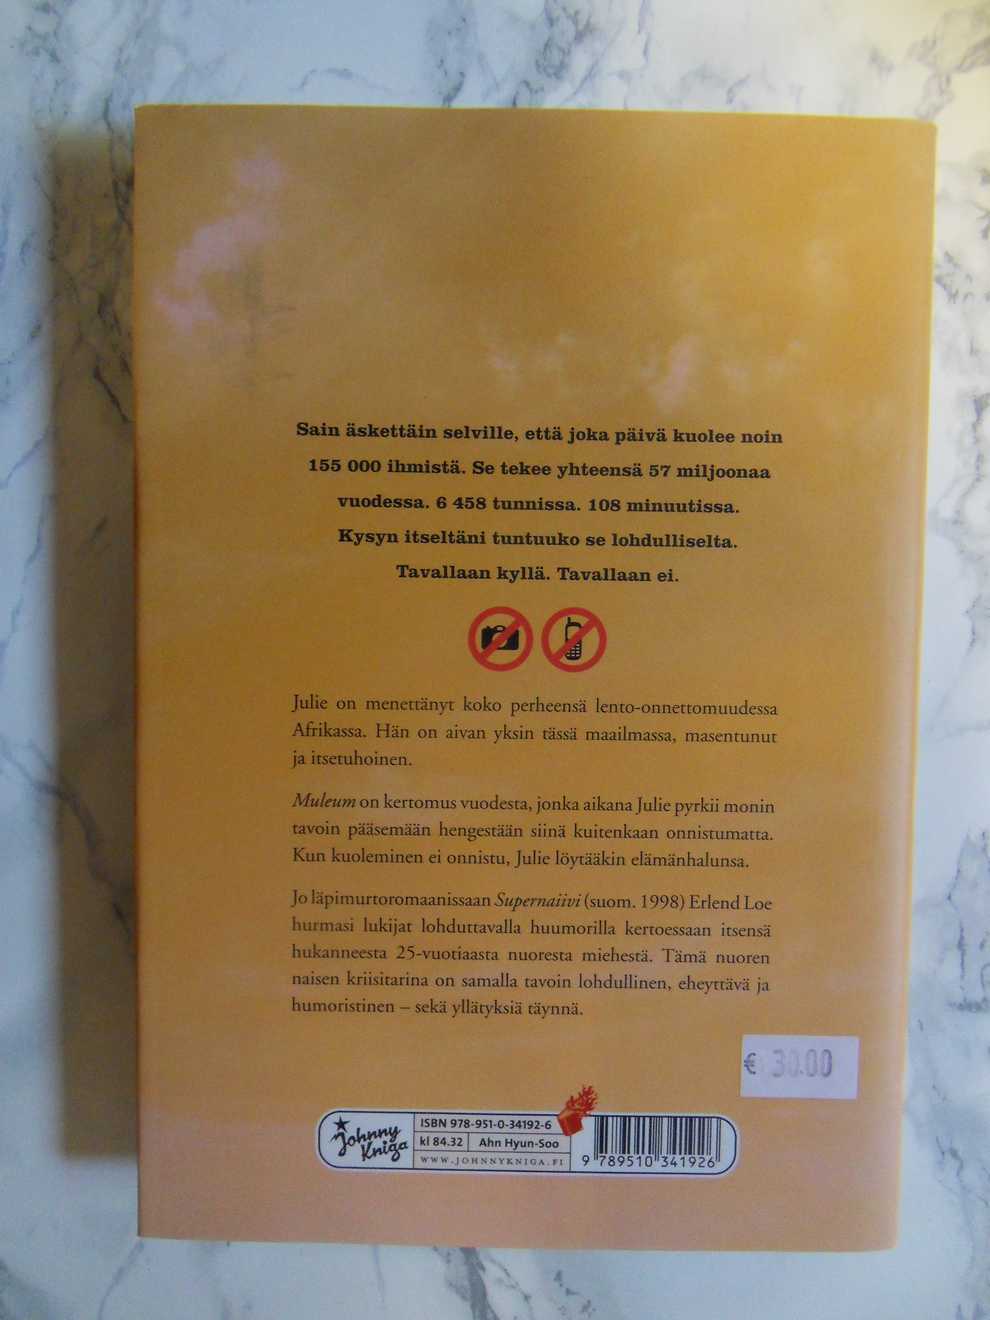 Sain äskettäin selville, että joka päivä kuolee noin
155 000 ihmistä. Se tekee yhteensä 57 miljoonaa
vuodessa. 6 458 tunnissa. 108 minuutissa.
Kysyn itseltäni tuntuuko se lohdulliselta.
Tavallaan kyllä. Tavallaan ei.
Julie on menettänyt koko perheensä lento-onnettomuudessa
Afrikassa. Hän on aivan yksin tässä maailmassa, masentunut
ja itsetuhoinen.
Muleum on kertomus vuodesta, jonka aikana Julie pyrkii monin
tavoin pääsemään hengestään siinä kuitenkaan onnistumatta.
Kun kuoleminen ei onnistu, Julie löytääkin elämänhalunsa.
Jo läpimurtoromaanissaan Supernaiivi (suom. 1998) Erlend Loe
hurmasi lukijat lohduttavalla huumorilla kertoessaan itsensä
hukanneesta 25-vuotiaasta nuoresta miehestä. Tämä nuoren
naisen kriisitarina on samalla tavoin lohdullinen, eheyttävä ja
humoristinen – sekä yllätyksiä täynnä.
€ 30.00
Johnny
Kniga
ISBN 978-951-0-34192-6
kl 84.32 Ahn Hyun-Soo
WWW.JOHNNYKNIGA.FI
9 789510 341926